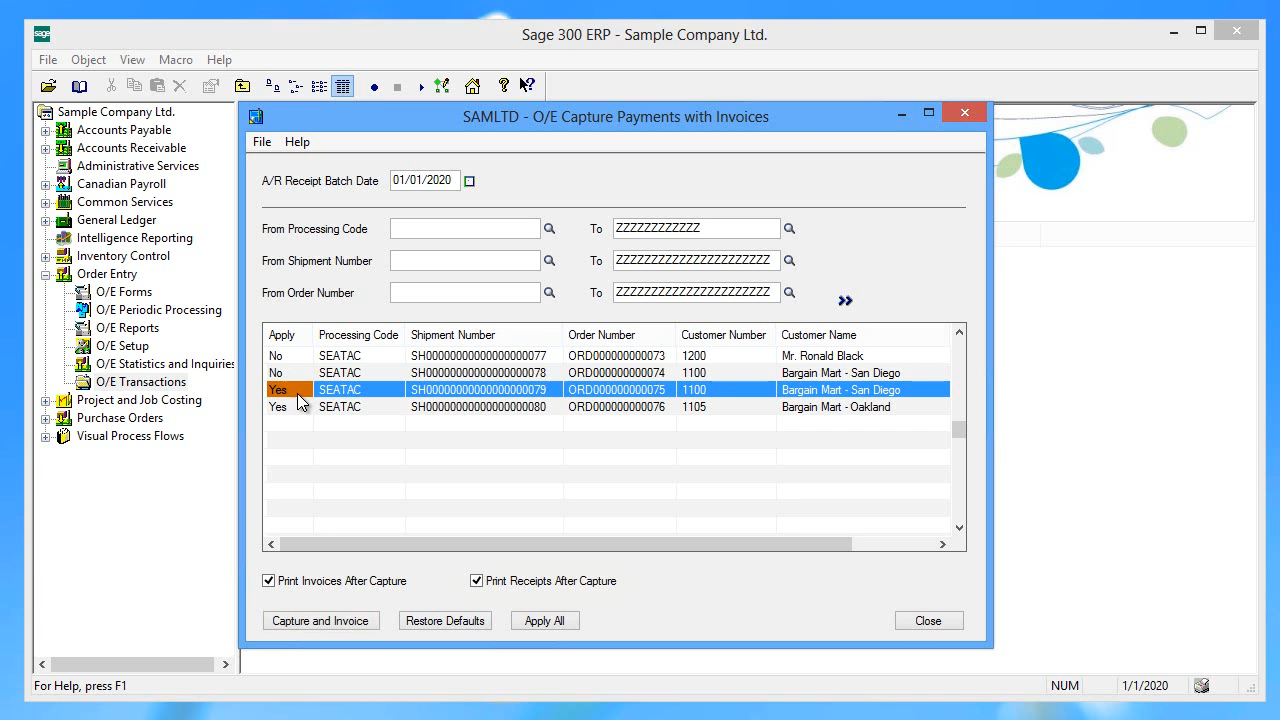 sage
Sage 300 ERP - Sample Company Ltd.
File Object View Macro Help
Sample Company Ltd.
Accounts Payable
Accounts Receivable
Administrative Services
Canadian Payroll
Common Services
General Ledger
Intelligence Reporting
Inventory Control
Order Entry
O/E Forms
O/E Periodic Processing
O/E Reports
O/E Setup
O/E Statistics and Inquiries
O/E Transactions
Project and Job Costing
Purchase Orders
Visual Process Flows
SAMLTD - O/E Capture Payments with Invoices
File Help
A/R Receipt Batch Date 01/01/2020
From Processing Code To ZZZZZZZZZZZZ
From Shipment Number To ZZZZZZZZZZZZZZZZZZZZZZ
From Order Number To ZZZZZZZZZZZZZZZZZZZZZZ
Apply Processing Code Shipment Number Order Number Customer Number Customer Name
No SEATAC SH00000000000000000077 ORD000000000073 1200 Mr. Ronald Black
No SEATAC SH00000000000000000078 ORD000000000074 1100 Bargain Mart - San Diego
Yes SEATAC SH00000000000000000079 ORD000000000075 1100 Bargain Mart - San Diego
Yes SEATAC SH00000000000000000080 ORD000000000076 1105 Bargain Mart - Oakland
Print Invoices After Capture Print Receipts After Capture
Capture and Invoice Restore Defaults Apply All Close
For Help, press F1 NUM 1/1/2020